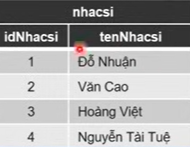 nhacsi
idNhacsi tenNhacsi
1 Đỗ Nhuận
2 Văn Cao
3 Hoàng Việt
4 Nguyễn Tài Tuệ